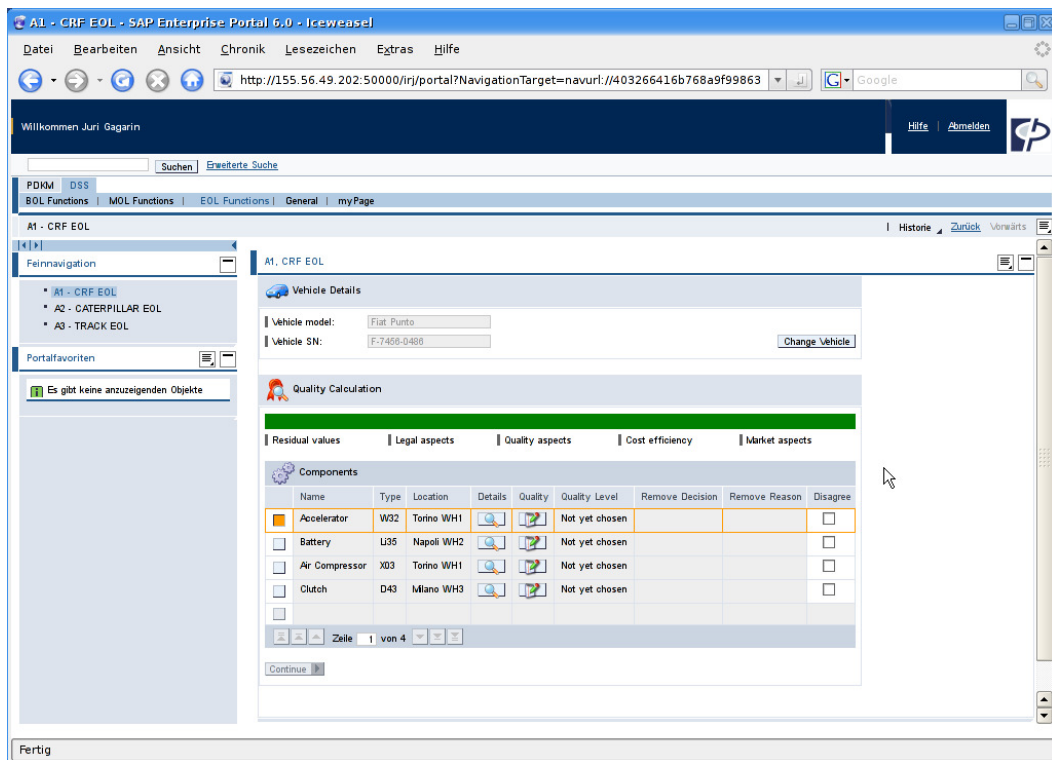 A1 - CRF EOL - SAP Enterprise Portal 6.0 - Iceweasel
Datei Bearbeiten Ansicht Chronik Lesezeichen Extras Hilfe
http://155.56.49.202:50000/irj/portal?NavigationTarget=navurl://403266416b768a9f99863 G Google
Willkommen Juri Gagarin Hilfe | Abmelden
Suchen Erweiterte Suche
PDKM DSS
BOL Functions | MOL Functions | EOL Functions | General | myPage
A1 - CRF EOL | Historie Zurück Vorwärts
Feinnavigation
A1 - CRF EOL
A2 - CATERPILLAR EOL
A3 - TRACK EOL
Portalfavoriten
Es gibt keine anzuzeigenden Objekte
A1, CRF EOL
Vehicle Details
Vehicle model: Fiat Punto
Vehicle SN: F-7456-0486 Change Vehicle
Quality Calculation
Residual values Legal aspects Quality aspects Cost efficiency Market aspects
Components
Name Type Location Details Quality Quality Level Remove Decision Remove Reason Disagree
Accelerator W32 Torino WH1 Not yet chosen
Battery Li35 Napoli WH2 Not yet chosen
Air Compressor X03 Torino WH1 Not yet chosen
Clutch D43 Milano WH3 Not yet chosen
Zeile 1 von 4
Continue
Fertig